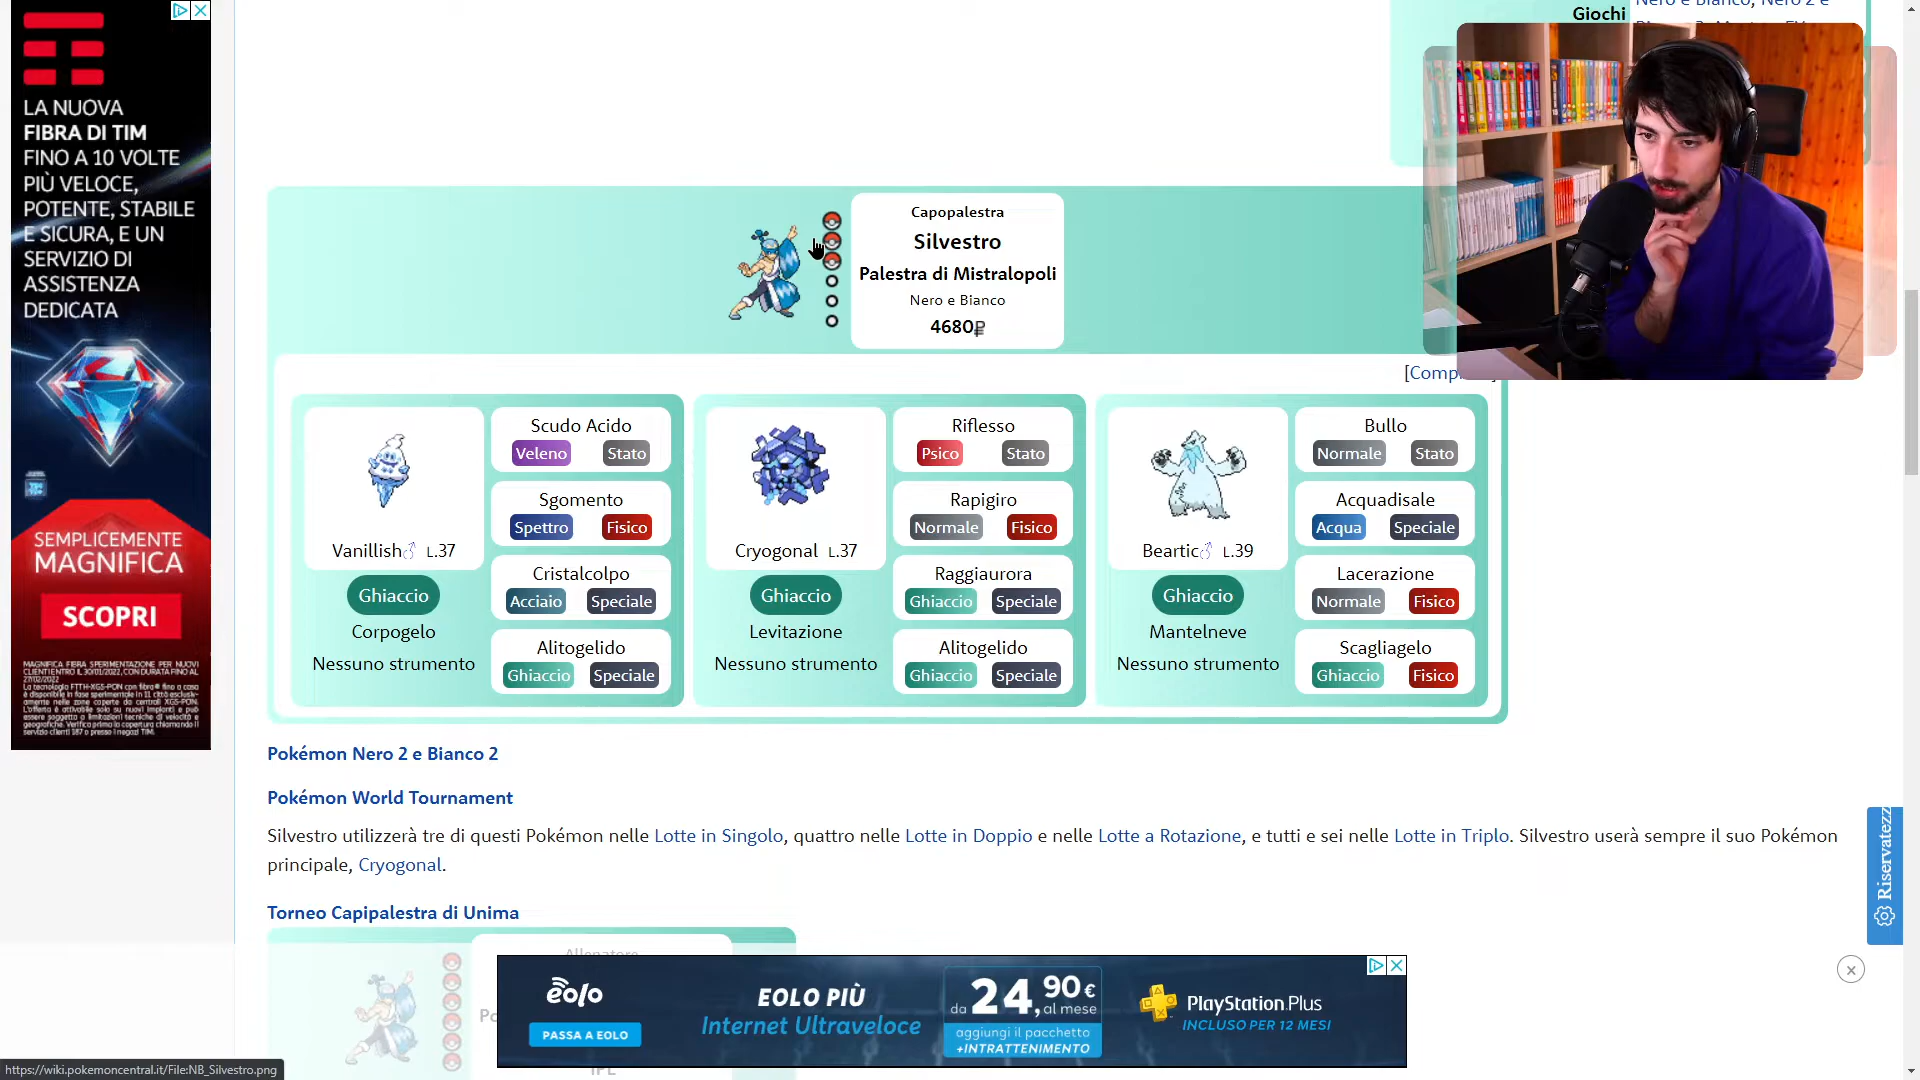 Giochi
LA NUOVA
FIBRA DI TIM
FINO A 10 VOLTE
PIÙ VELOCE,
POTENTE, STABILE
E SICURA, E UN
SERVIZIO DI
ASSISTENZA
DEDICATA
SEMPLICEMENTE
MAGNIFICA
SCOPRI
Capopalestra
Silvestro
Palestra di Mistralopoli
Nero e Bianco
4680
Scudo Acido
Veleno Stato
Sgomento
Spettro Fisico
Cristalcolpo
Acciaio Speciale
Alitogelido
Ghiaccio Speciale
Vanillish♂ L.37
Ghiaccio
Corpogelo
Nessuno strumento
Riflesso
Psico Stato
Rapigiro
Normale Fisico
Raggiaurora
Ghiaccio Speciale
Alitogelido
Ghiaccio Speciale
Cryogonal L.37
Ghiaccio
Levitazione
Nessuno strumento
Bullo
Normale Stato
Acquadisale
Acqua Speciale
Lacerazione
Normale Fisico
Scagliagelo
Ghiaccio Fisico
Beartic♂ L.39
Ghiaccio
Mantelneve
Nessuno strumento
Pokémon Nero 2 e Bianco 2
Pokémon World Tournament
Silvestro utilizzerà tre di questi Pokémon nelle Lotte in Singolo, quattro nelle Lotte in Doppio e nelle Lotte a Rotazione, e tutti e sei nelle Lotte in Triplo. Silvestro userà sempre il suo Pokémon
principale, Cryogonal.
Torneo Capipalestra di Unima
Allenatore
eolo
PASSA A EOLO
EOLO PIÙ
Internet Ultraveloce
da 24,90€ al mese
aggiungi il pacchetto
+INTRATTENIMENTO
PlayStation Plus
INCLUSO PER 12 MESI
https://wiki.pokemoncentral.it/File:NB_Silvestro.png